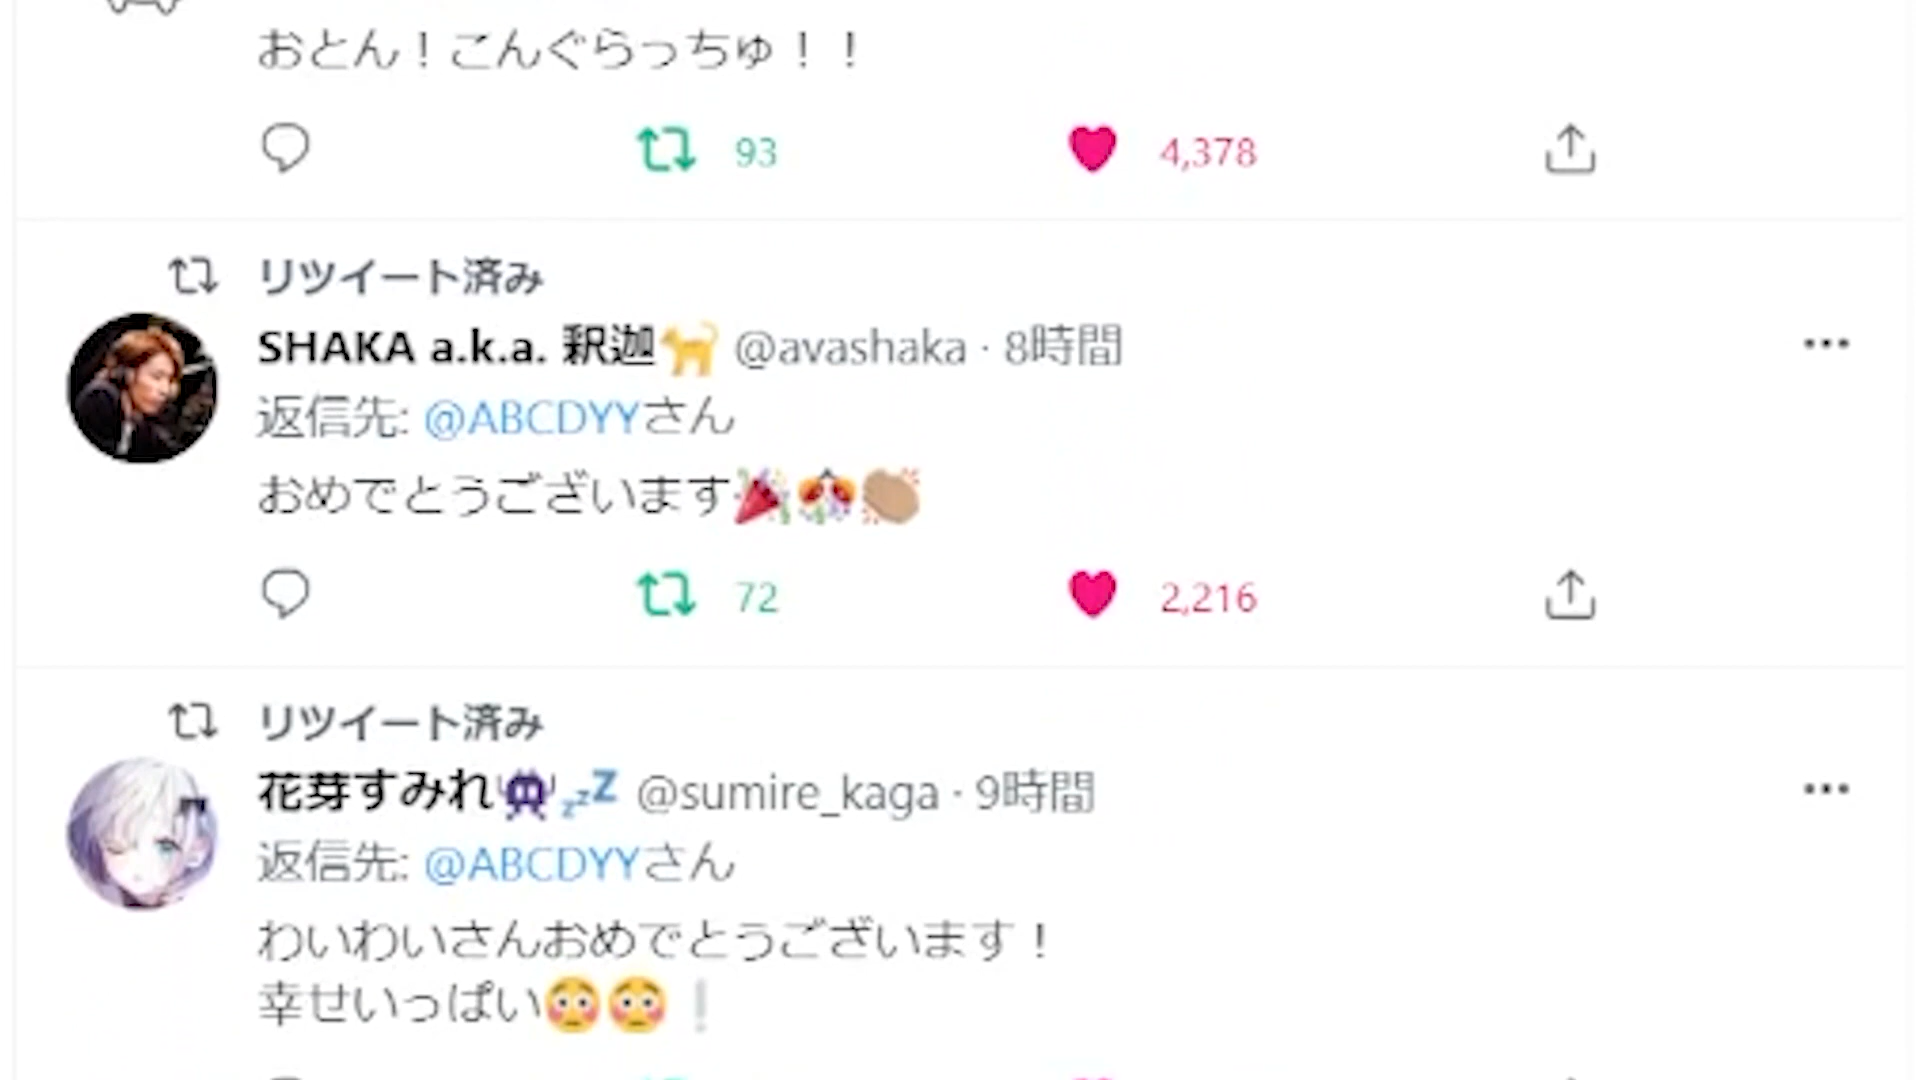 おとん！こんぐらっちゅ！！
93 4,378
リツイート済み
SHAKA a.k.a. 釈迦🐈 @avashaka · 8時間
返信先: @ABCDYYさん
おめでとうございます🎉🎊👏🏽
72 2,216
リツイート済み
花芽すみれ👾💤 @sumire_kaga · 9時間
返信先: @ABCDYYさん
わいわいさんおめでとうございます！
幸せいっぱい😳😳❕